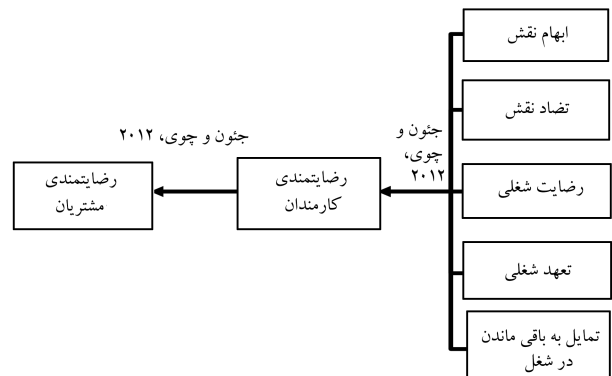 ابهام نقش
تضاد نقش
رضایت شغلی
تعهد شغلی
تمایل به باقی ماندن
در شغل
جئون و
چوی،
۲۰۱۲
رضایتمندی
کارمندان
جئون و چوی، ۲۰۱۲
رضایتمندی
مشتریان